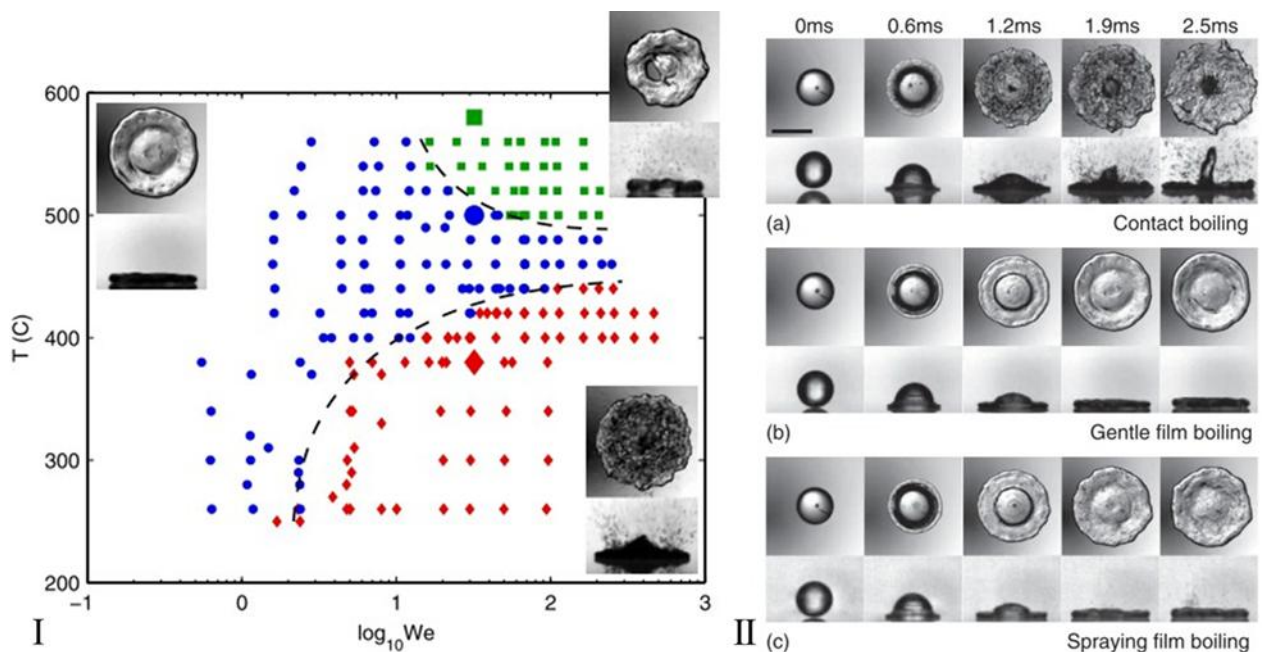 600
500
400
300
200
T (C)
-1
0
1
2
3
log10We
I
0ms 0.6ms 1.2ms 1.9ms 2.5ms
(a) Contact boiling
(b) Gentle film boiling
II (c) Spraying film boiling